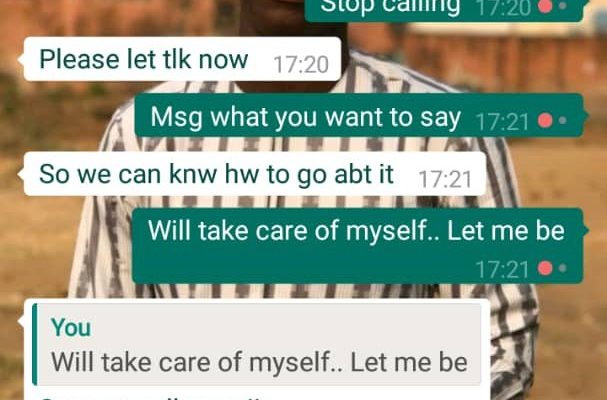 Stop calling 17:20
Please let tlk now 17:20
Msg what you want to say 17:21
So we can knw hw to go abt it 17:21
Will take care of myself.. Let me be
17:21
You
Will take care of myself.. Let me be